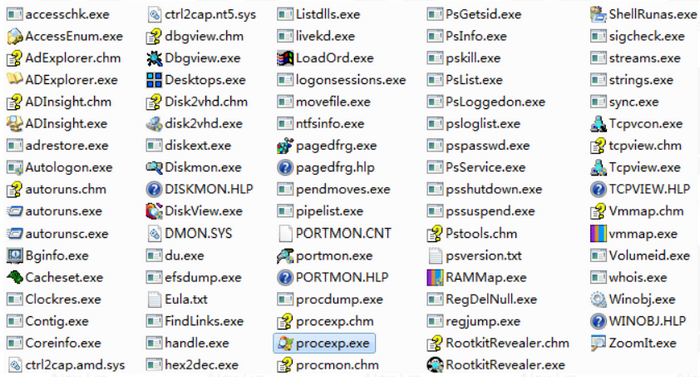 accesschk.exe
AccessEnum.exe
AdExplorer.chm
ADExplorer.exe
ADInsight.chm
ADInsight.exe
adrestore.exe
Autologon.exe
autoruns.chm
autoruns.exe
autorunsc.exe
Bginfo.exe
Cacheset.exe
Clockres.exe
Contig.exe
Coreinfo.exe
ctrl2cap.amd.sys
ctrl2cap.nt5.sys
dbgview.chm
Dbgview.exe
Desktops.exe
Disk2vhd.chm
disk2vhd.exe
diskext.exe
Diskmon.exe
DISKMON.HLP
DiskView.exe
DMON.SYS
du.exe
efsdump.exe
Eula.txt
FindLinks.exe
handle.exe
hex2dec.exe
Listdlls.exe
livekd.exe
LoadOrd.exe
logonsessions.exe
movefile.exe
ntfsinfo.exe
pagedfrg.exe
pagedfrg.hlp
pendmoves.exe
pipelist.exe
PORTMON.CNT
portmon.exe
PORTMON.HLP
procdump.exe
procexp.chm
procexp.exe
procmon.chm
PsGetsid.exe
PsInfo.exe
pskill.exe
PsList.exe
PsLoggedon.exe
psloglist.exe
pspasswd.exe
PsService.exe
psshutdown.exe
pssuspend.exe
Pstools.chm
psversion.txt
RAMMap.exe
RegDelNull.exe
regjump.exe
RootkitRevealer.chm
RootkitRevealer.exe
ShellRunas.exe
sigcheck.exe
streams.exe
strings.exe
sync.exe
Tcpvcon.exe
tcpview.chm
Tcpview.exe
TCPVIEW.HLP
Vmmap.chm
vmmap.exe
Volumeid.exe
whois.exe
Winobj.exe
WINOBJ.HLP
ZoomIt.exe